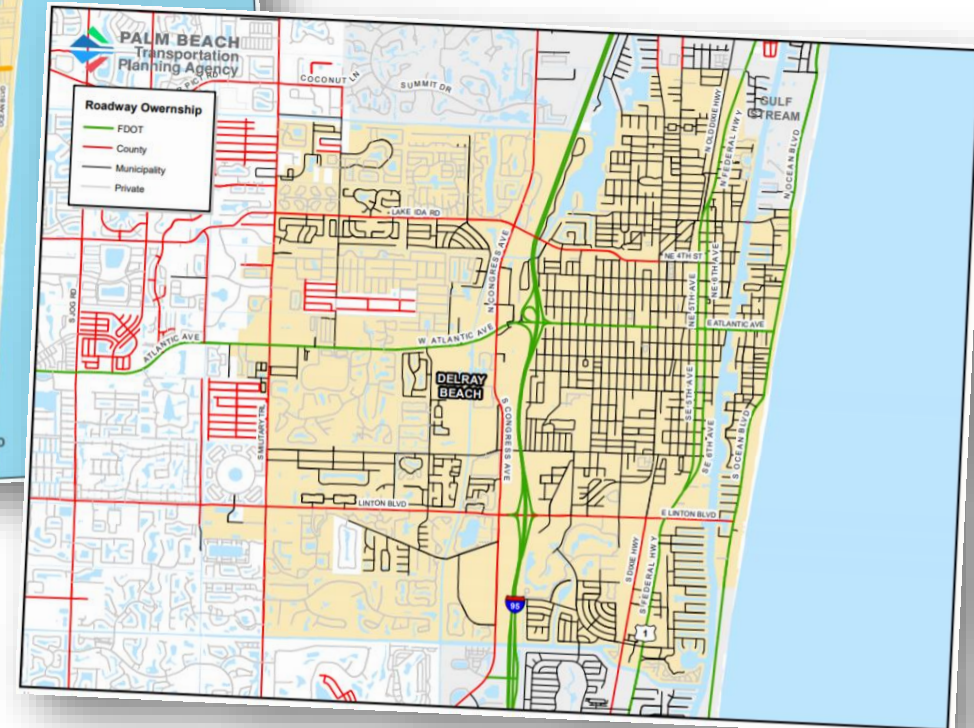 PALM BEACH
Transportation
Planning Agency
Roadway Owernship
FDOT
County
Municipality
Private
COCONUT LN
SUMMIT DR
GULF
STREAM
N OLD DIXIE HWY
N FEDERAL HWY
N OCEAN BLVD
LAKE IDA RD
N CONGRESS AVE
NE 4TH ST
NE 5TH AVE
NE 6TH AVE
S JOG RD
ATLANTIC AVE
W ATLANTIC AVE
E ATLANTIC AVE
DELRAY
BEACH
S MILITARY TRL
S CONGRESS AVE
SE 5TH AVE
SE 6TH AVE
S OCEAN BLVD
LINTON BLVD
E LINTON BLVD
S DIXIE HWY
S FEDERAL HWY
95
1